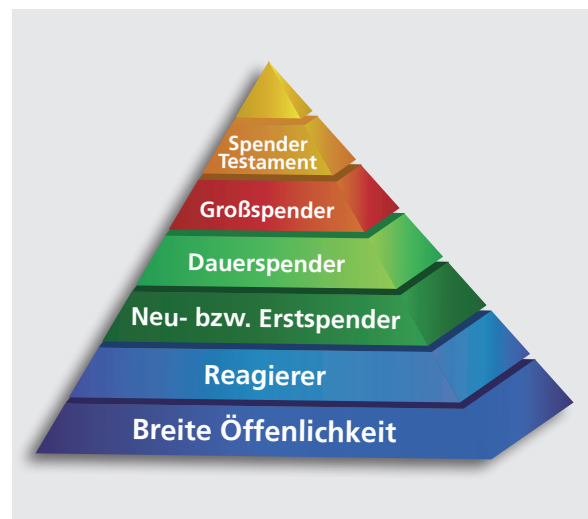 Spender
Testament
Großspender
Dauerspender
Neu- bzw. Erstspender
Reagierer
Breite Öffenlichkeit